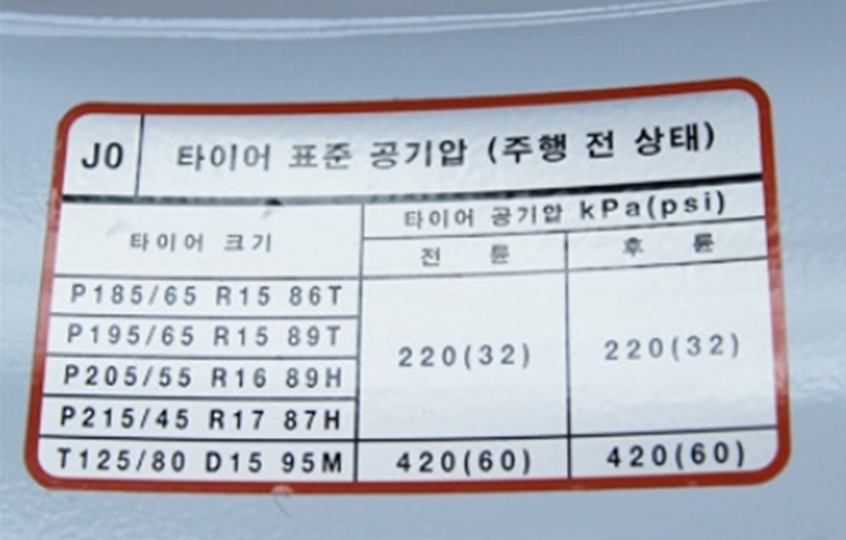 J0 타이어 표준 공기압 (주행 전 상태)
타이어 크기 타이어 공기압 kPa(psi)
전 륜 후 륜
P185/65 R15 86T
P195/65 R15 89T
220(32) 220(32)
P205/55 R16 89H
P215/45 R17 87H
T125/80 D15 95M 420(60) 420(60)